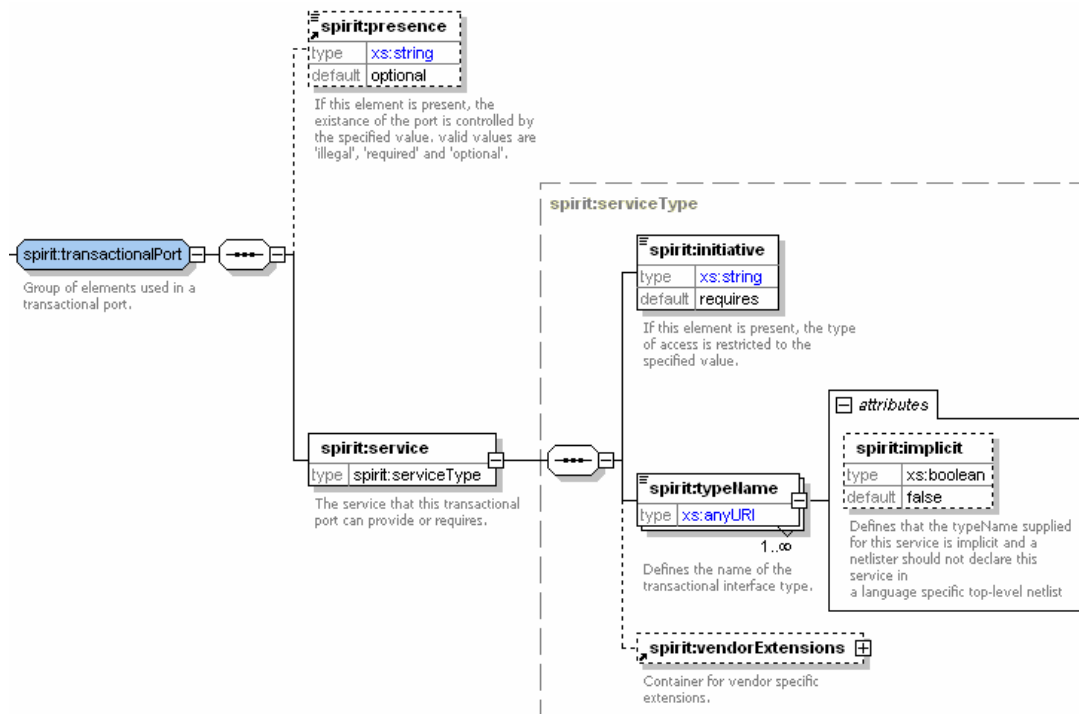 spirit:presence
type xs:string
default optional
If this element is present, the
existance of the port is controlled by
the specified value. valid values are
'illegal', 'required' and 'optional'.
spirit:transactionalPort
Group of elements used in a
transactional port.
spirit:service
type spirit:serviceType
The service that this transactional
port can provide or requires.
spirit:serviceType
spirit:initiative
type xs:string
default requires
If this element is present, the type
of access is restricted to the
specified value.
spirit:typeName
type xs:anyURI
1..∞
Defines the name of the
transactional interface type.
attributes
spirit:implicit
type xs:boolean
default false
Defines that the typeName supplied
for this service is implicit and a
netlister should not declare this
service in
a language specific top-level netlist
spirit:vendorExtensions
Container for vendor specific
extensions.